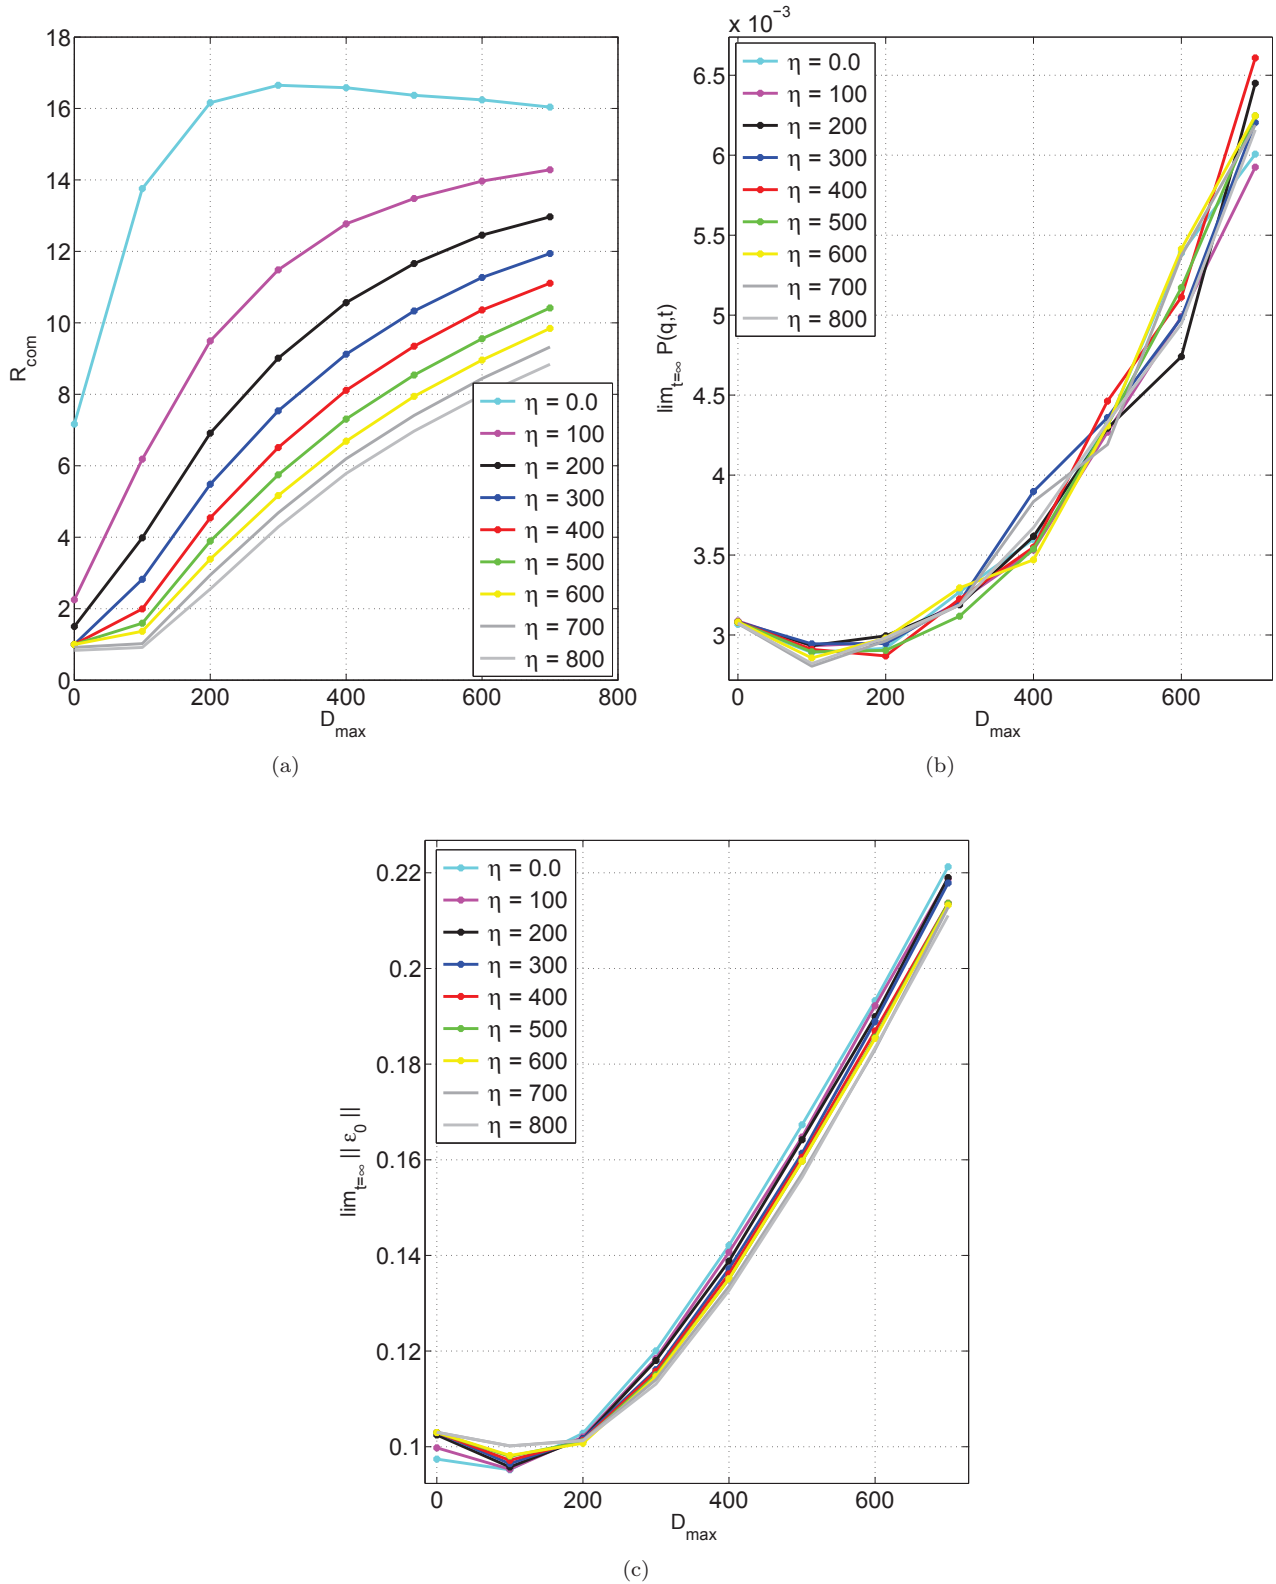 18
16
14
12
10
8
6
4
2
0
R_com
0 200 400 600 800
D_max
η = 0.0
η = 100
η = 200
η = 300
η = 400
η = 500
η = 600
η = 700
η = 800
(a)
x 10^-3
6.5
6
5.5
5
4.5
4
3.5
3
lim_t=∞ P(q,t)
0 200 400 600
D_max
η = 0.0
η = 100
η = 200
η = 300
η = 400
η = 500
η = 600
η = 700
η = 800
(b)
0.22
0.2
0.18
0.16
0.14
0.12
0.1
lim_t=∞ || ε_0 ||
0 200 400 600
D_max
η = 0.0
η = 100
η = 200
η = 300
η = 400
η = 500
η = 600
η = 700
η = 800
(c)